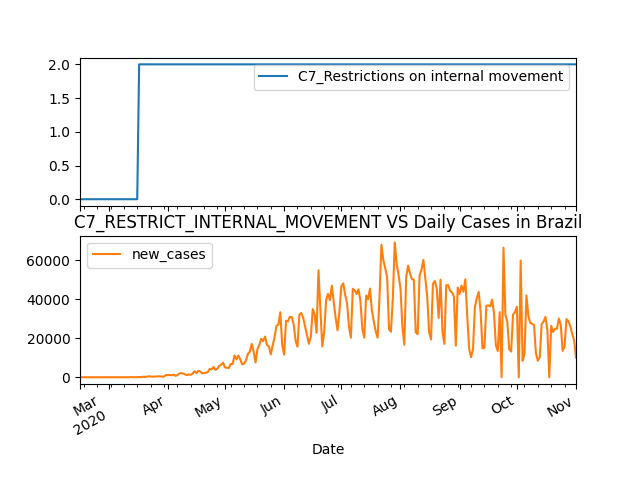 2.0
C7_Restrictions on internal movement
1.5
1.0
0.5
0.0
C7_RESTRICT_INTERNAL_MOVEMENT VS Daily Cases in Brazil
new_cases
60000
40000
20000
0
Mar Apr May Jun Jul Aug Sep Oct Nov
2020
Date